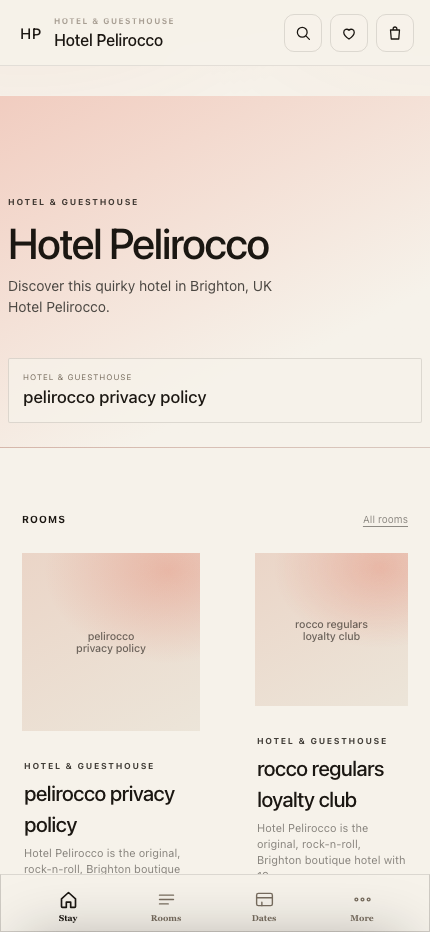 HP
HOTEL & GUESTHOUSE
Hotel Pelirocco
HOTEL & GUESTHOUSE
Hotel Pelirocco
Discover this quirky hotel in Brighton, UK
Hotel Pelirocco.
HOTEL & GUESTHOUSE
pelirocco privacy policy
ROOMS
All rooms
pelirocco
privacy policy
HOTEL & GUESTHOUSE
pelirocco privacy
policy
Hotel Pelirocco is the original,
rock-n-roll, Brighton boutique
rocco regulars
loyalty club
HOTEL & GUESTHOUSE
rocco regulars
loyalty club
Hotel Pelirocco is the
original, rock-n-roll,
Brighton boutique hotel with
Stay
Rooms
Dates
More